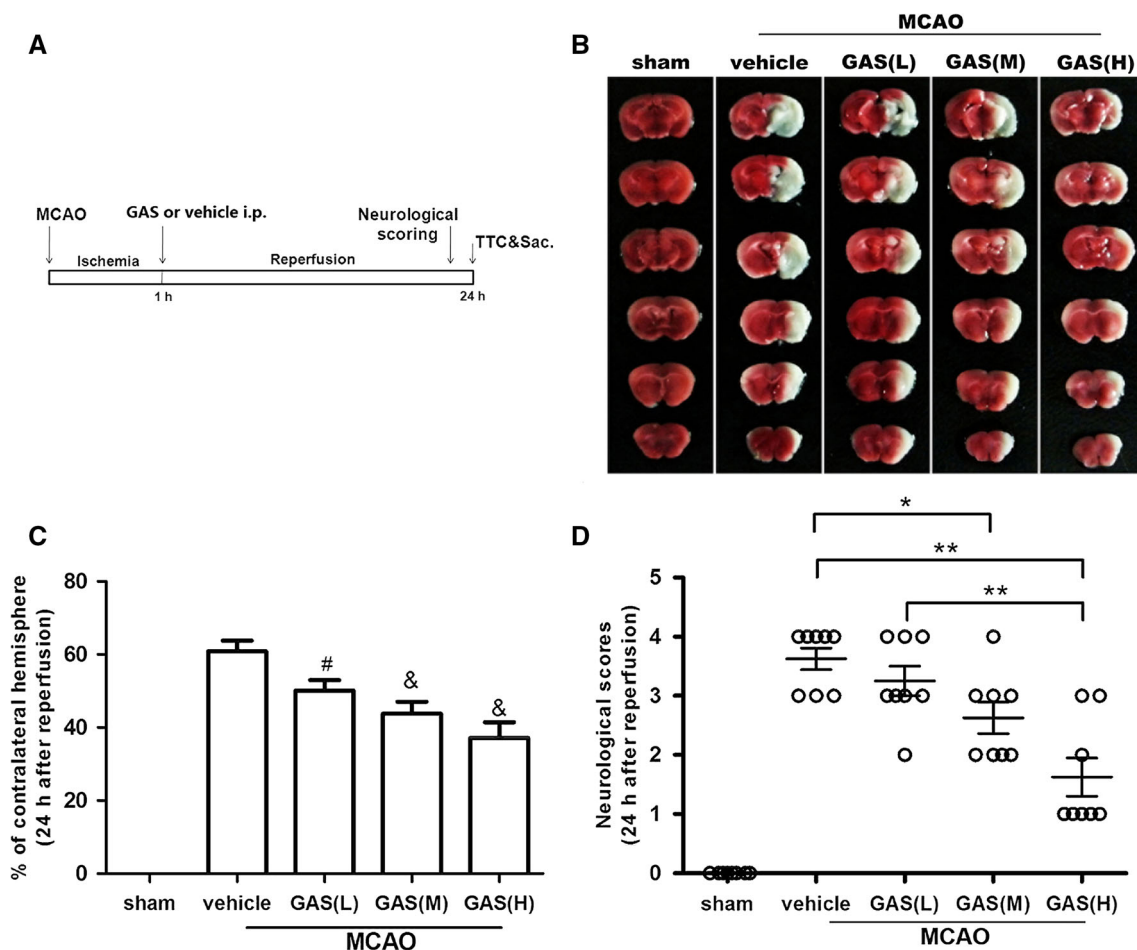 A
MCAO
GAS or vehicle i.p.
Neurological
scoring
TTC&Sac.
Ischemia
Reperfusion
1 h
24 h
B
MCAO
sham
vehicle
GAS(L)
GAS(M)
GAS(H)
C
% of contralateral hemisphere
(24 h after reperfusion)
80
60
40
20
0
#
&
&
sham
vehicle
GAS(L)
GAS(M)
GAS(H)
MCAO
D
*
**
**
Neurological scores
(24 h after reperfusion)
5
4
3
2
1
0
sham
vehicle
GAS(L)
GAS(M)
GAS(H)
MCAO